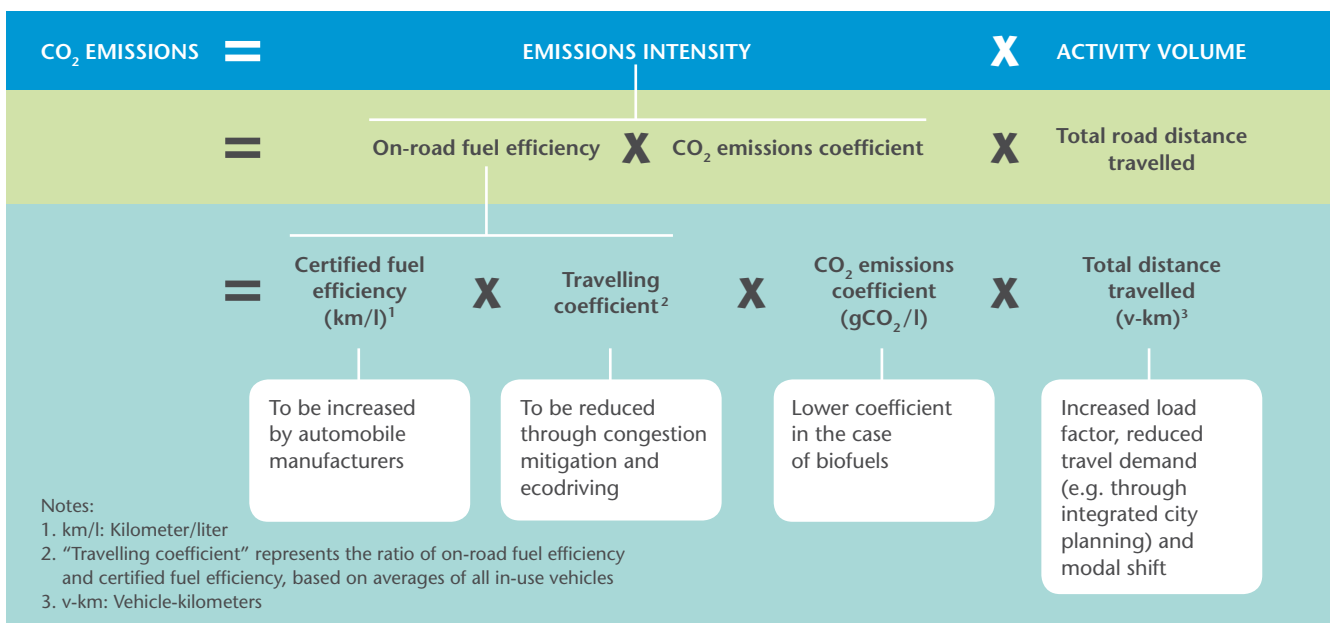 CO₂ EMISSIONS = EMISSIONS INTENSITY X ACTIVITY VOLUME
= On-road fuel efficiency X CO₂ emissions coefficient X Total road distance
travelled
= Certified fuel
efficiency
(km/l)¹
X
Travelling
coefficient²
X
CO₂ emissions
coefficient
(gCO₂/l)
X
Total distance
travelled
(v-km)³
To be increased
by automobile
manufacturers
To be reduced
through congestion
mitigation and
ecodriving
Lower coefficient
in the case
of biofuels
Increased load
factor, reduced
travel demand
(e.g. through
integrated city
planning) and
modal shift
Notes:
1. km/l: Kilometer/liter
2. “Travelling coefficient” represents the ratio of on-road fuel efficiency
and certified fuel efficiency, based on averages of all in-use vehicles
3. v-km: Vehicle-kilometers